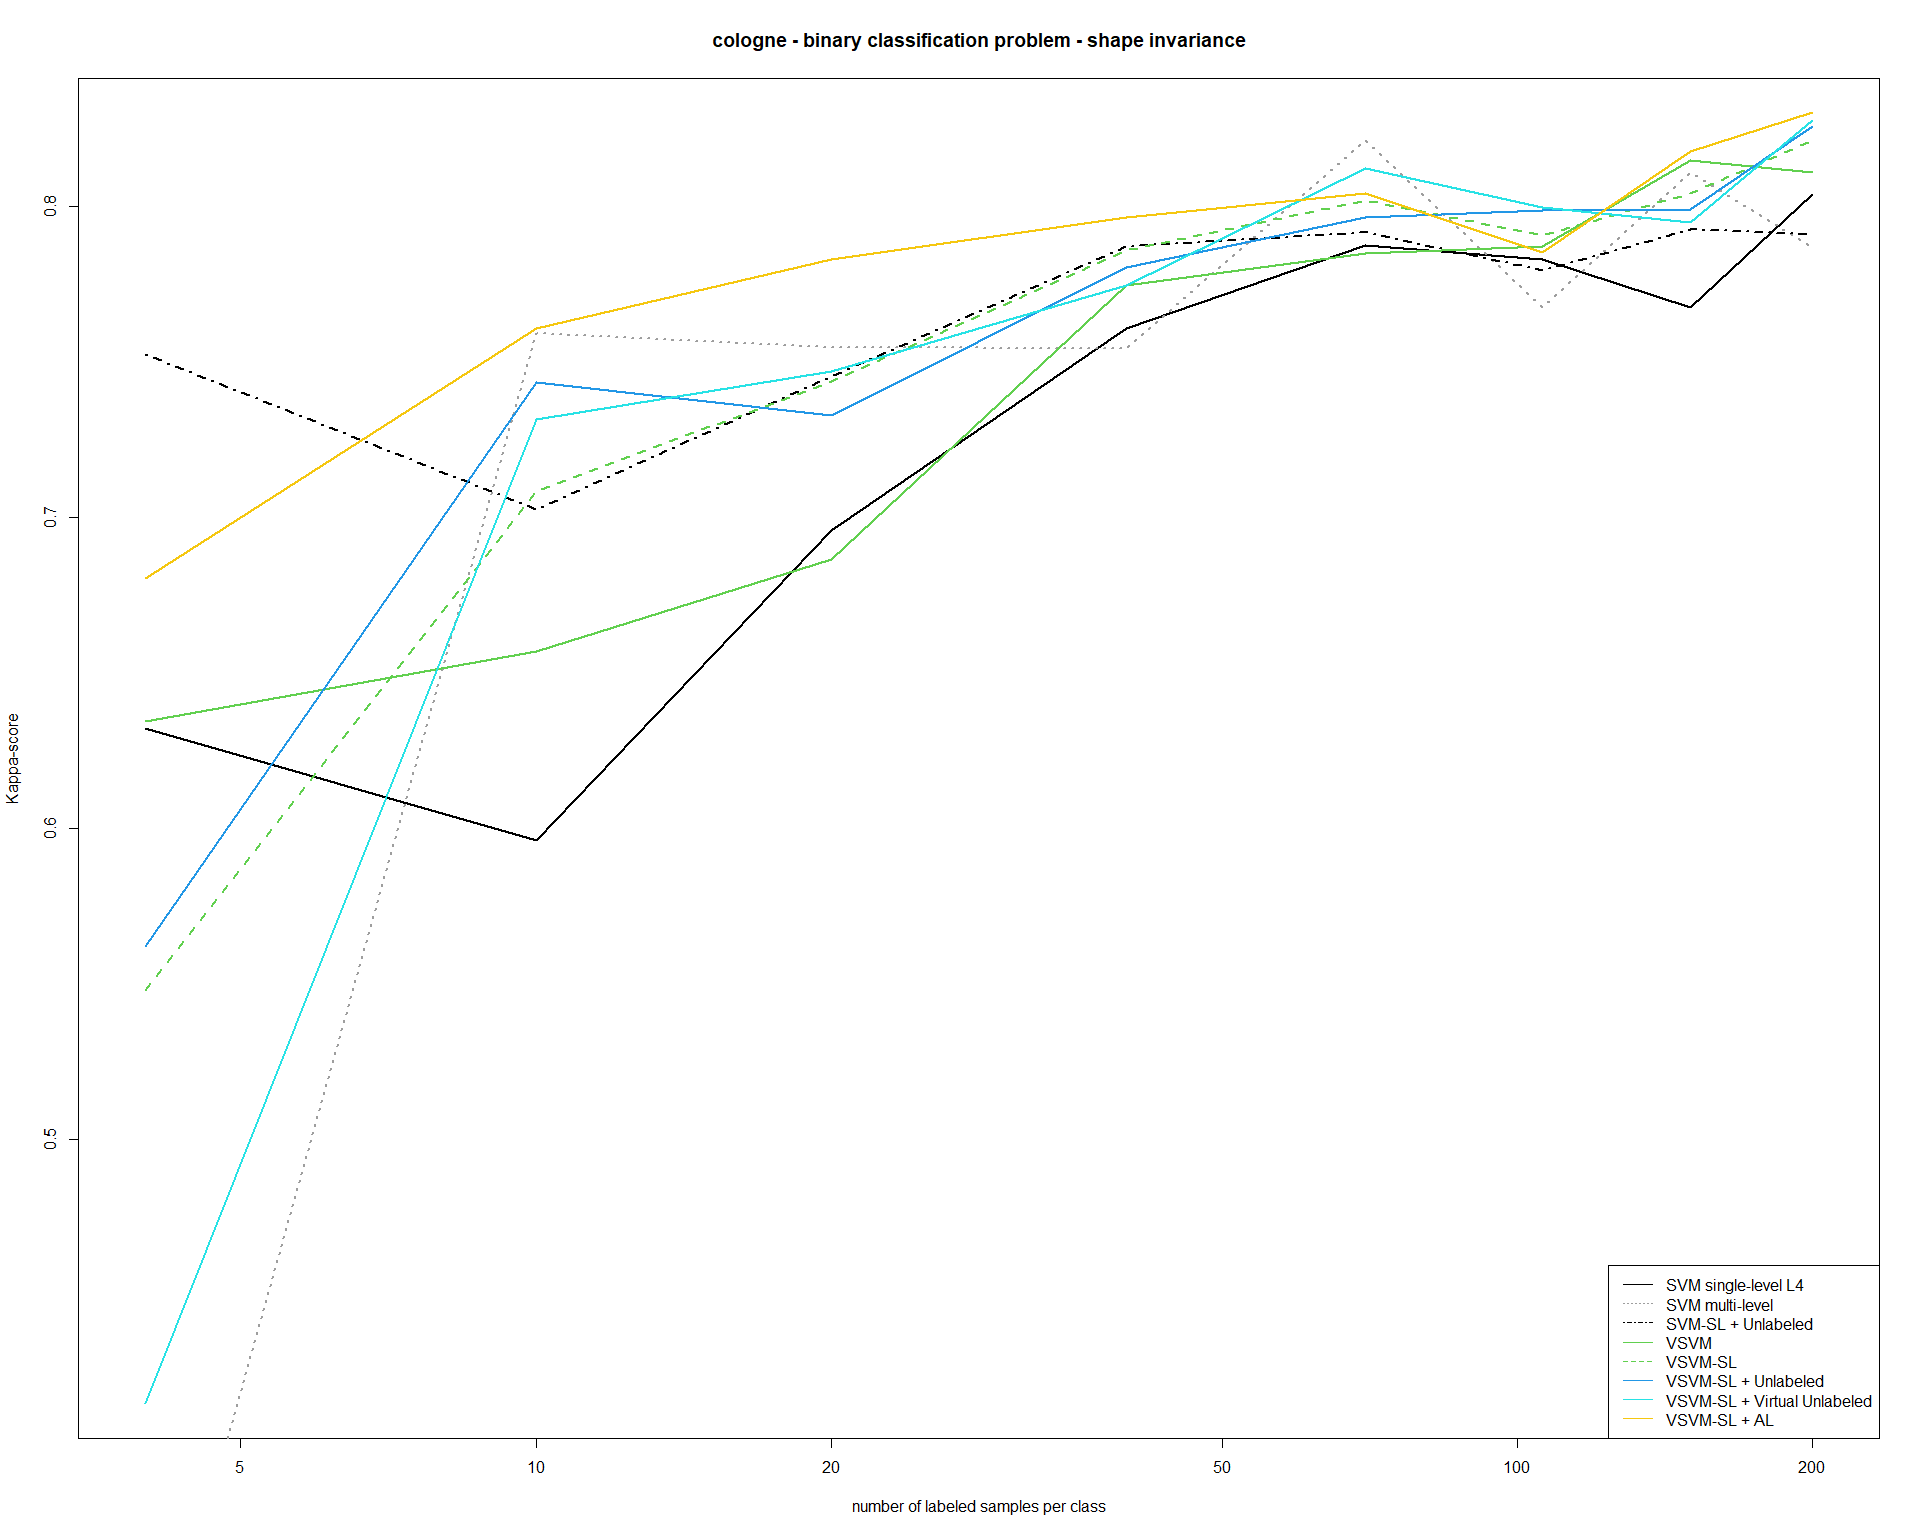 cologne - binary classification problem - shape invariance
Kappa-score
0.8
0.7
0.6
0.5
SVM single-level L4
SVM multi-level
SVM-SL + Unlabeled
VSVM
VSVM-SL
VSVM-SL + Unlabeled
VSVM-SL + Virtual Unlabeled
VSVM-SL + AL
5 10 20 50 100 200
number of labeled samples per class